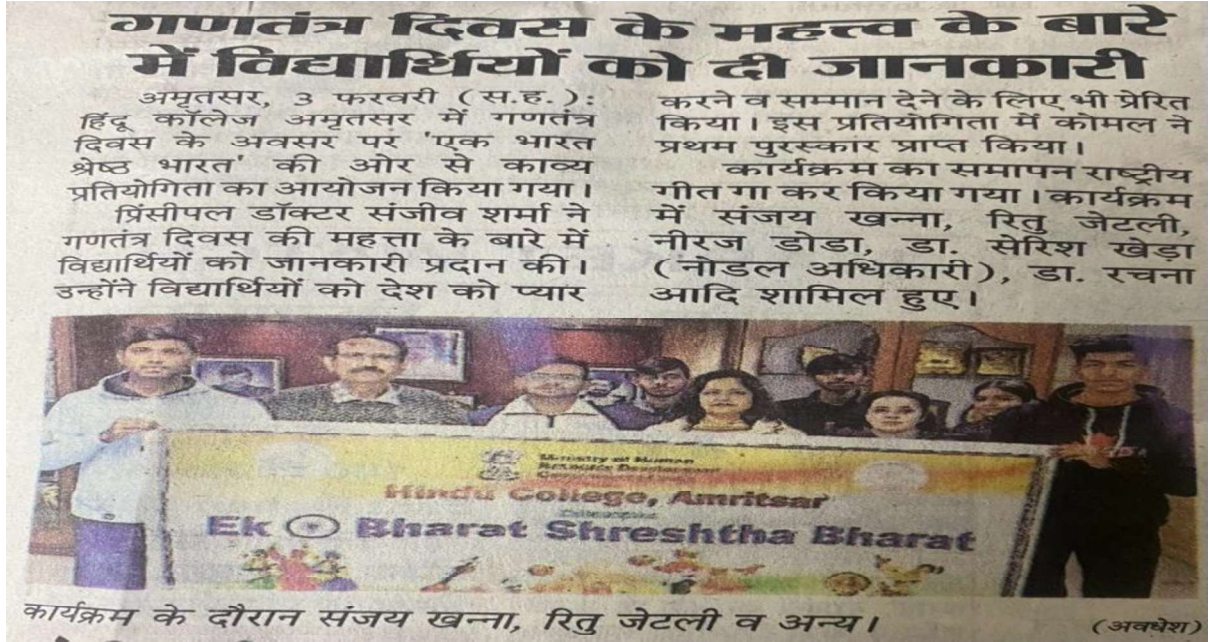 गणतंत्र दिवस के महत्त्व के बारे
में विद्यार्थियों को दी जानकारी
अमृतसर, 3 फरवरी (स.ह.):
हिंदू कॉलेज अमृतसर में गणतंत्र
दिवस के अवसर पर 'एक भारत
श्रेष्ठ भारत' की ओर से काव्य
प्रतियोगिता का आयोजन किया गया।
प्रिंसीपल डॉक्टर संजीव शर्मा ने
गणतंत्र दिवस की महत्ता के बारे में
विद्यार्थियों को जानकारी प्रदान की।
उन्होंने विद्यार्थियों को देश को प्यार
करने व सम्मान देने के लिए भी प्रेरित
किया। इस प्रतियोगिता में कोमल ने
प्रथम पुरस्कार प्राप्त किया।
कार्यक्रम का समापन राष्ट्रीय
गीत गा कर किया गया। कार्यक्रम
में संजय खन्ना, रितु जेटली,
नीरज डोडा, डा. सेरिश खेड़ा
(नोडल अधिकारी), डा. रचना
आदि शामिल हुए।
Ministry of Human
Resource Development
Hindu College, Amritsar
Ek Bharat Shreshtha Bharat
कार्यक्रम के दौरान संजय खन्ना, रितु जेटली व अन्य।
(अवधेश)